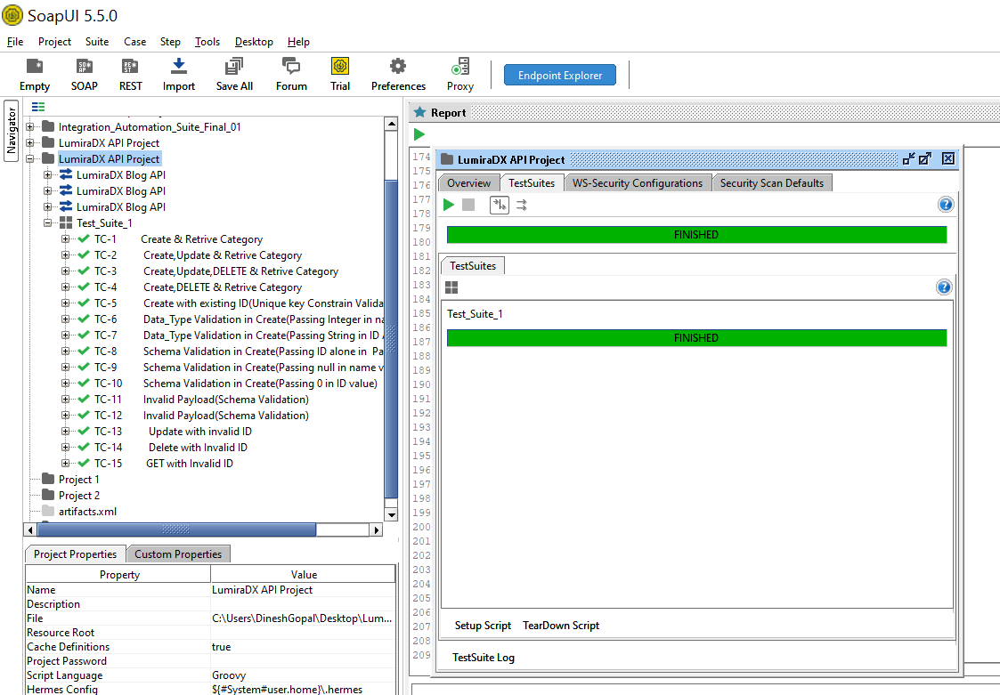 SoapUI 5.5.0
File Project Suite Case Step Tools Desktop Help
Empty SOAP REST Import Save All Forum Trial Preferences Proxy Endpoint Explorer
Navigator
Integration_Automation_Suite_Final_01
LumiraDX API Project
LumiraDX API Project
LumiraDX Blog API
LumiraDX Blog API
LumiraDX Blog API
Test_Suite_1
TC-1 Create & Retrive Category
TC-2 Create,Update & Retrive Category
TC-3 Create,Update,DELETE & Retrive Category
TC-4 Create,DELETE & Retrive Category
TC-5 Create with existing ID(Unique key Constrain Valida
TC-6 Data_Type Validation in Create(Passing Integer in na
TC-7 Data_Type Validation in Create(Passing String in ID
TC-8 Schema Validation in Create(Passing ID alone in Pa
TC-9 Schema Validation in Create(Passing null in name v
TC-10 Schema Validation in Create(Passing 0 in ID value)
TC-11 Invalid Payload(Schema Validation)
TC-12 Invalid Payload(Schema Validation)
TC-13 Update with invalid ID
TC-14 Delete with Invalid ID
TC-15 GET with Invalid ID
Project 1
Project 2
artifacts.xml
Project Properties Custom Properties
Property Value
Name LumiraDX API Project
Description
File C:\Users\DineshGopal\Desktop\Lum...
Resource Root
Cache Definitions true
Project Password
Script Language Groovy
Hermes Config ${#System#user.home}\.hermes
Report
174
175
176
177
178
179
180
181
182
183
184
185
186
187
188
189
190
191
192
193
194
195
196
197
198
199
200
201
202
203
204
205
206
207
208
209
LumiraDX API Project
Overview TestSuites WS-Security Configurations Security Scan Defaults
FINISHED
TestSuites
Test_Suite_1
FINISHED
Setup Script TearDown Script
TestSuite Log